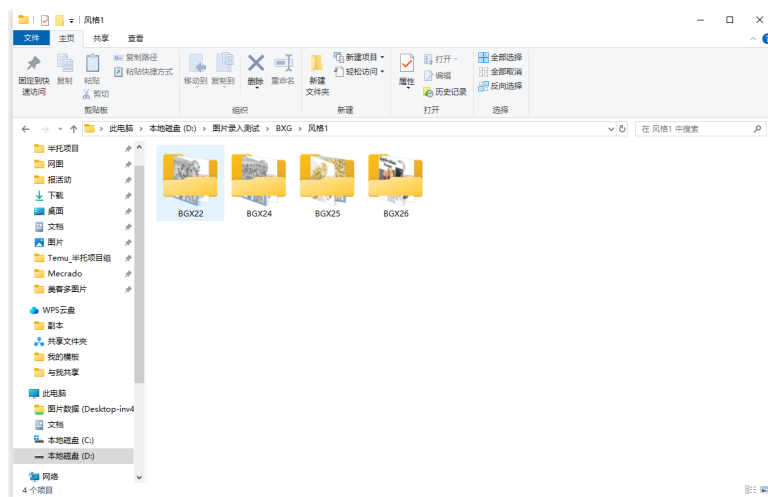 风格1
文件 主页 共享 查看
固定到快速访问
复制
粘贴
复制路径
粘贴快捷方式
剪切
剪贴板
移动到 复制到 删除 重命名
组织
新建文件夹
新建项目
轻松访问
新建
属性
打开
编辑
历史记录
打开
全部选择
全部取消
反向选择
选择
此电脑 › 本地磁盘 (D:) › 图片录入测试 › BXG › 风格1
在 风格1 中搜索
半托项目
网图
报活动
下载
桌面
文档
图片
Temu_半托项目组
Mecrado
美客多图片
WPS云盘
副本
共享文件夹
我的模板
与我共享
此电脑
图片数据 (Desktop-inv4
文档
本地磁盘 (C:)
本地磁盘 (D:)
网络
BGX22 BGX24 BGX25 BGX26
4 个项目